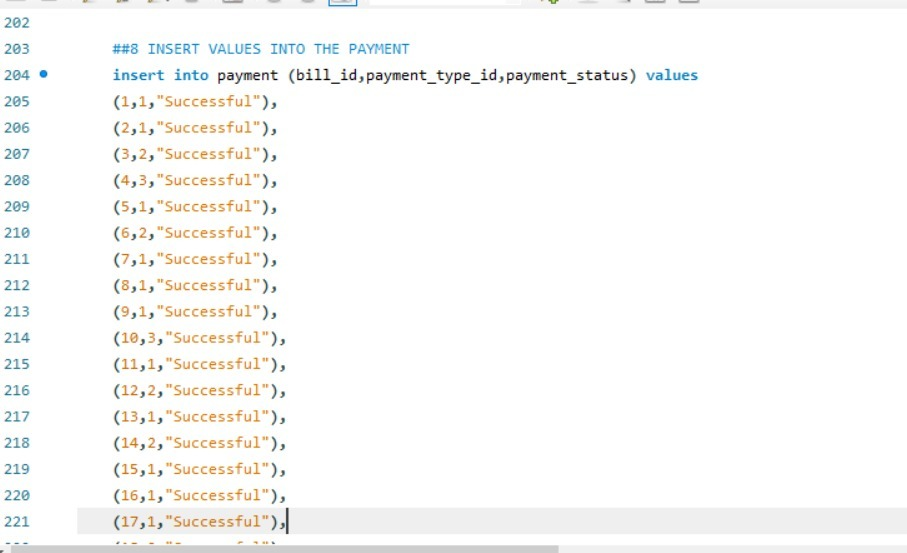 202
203 ##8 INSERT VALUES INTO THE PAYMENT
204 insert into payment (bill_id,payment_type_id,payment_status) values
205 (1,1,"Successful"),
206 (2,1,"Successful"),
207 (3,2,"Successful"),
208 (4,3,"Successful"),
209 (5,1,"Successful"),
210 (6,2,"Successful"),
211 (7,1,"Successful"),
212 (8,1,"Successful"),
213 (9,1,"Successful"),
214 (10,3,"Successful"),
215 (11,1,"Successful"),
216 (12,2,"Successful"),
217 (13,1,"Successful"),
218 (14,2,"Successful"),
219 (15,1,"Successful"),
220 (16,1,"Successful"),
221 (17,1,"Successful"),